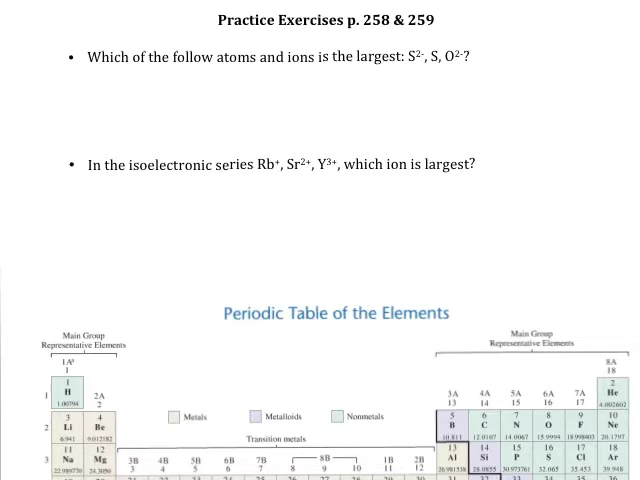 Practice Exercises p. 258 & 259
• Which of the follow atoms and ions is the largest: S²⁻, S, O²⁻?
• In the isoelectronic series Rb⁺, Sr²⁺, Y³⁺, which ion is largest?
Periodic Table of the Elements
Main Group
Representative Elements
Main Group
Representative Elements
1A
1
8A
18
1
H
1.00794
2A
2
3A 4A 5A 6A 7A
13 14 15 16 17
2
He
4.002602
1
2
3 4
Li Be
6.941 9.012182
Metals Metalloids Nonmetals
5 6 7 8 9 10
B C N O F Ne
10.811 12.0107 14.0067 15.9994 18.998403 20.1797
Transition metals
3
11 12
Na Mg
22.989770 24.3050
3B 4B 5B 6B 7B 8B 1B 2B
3 4 5 6 7 8 9 10 11 12
13 14 15 16 17 18
Al Si P S Cl Ar
26.981538 28.0855 30.973761 32.065 35.453 39.948